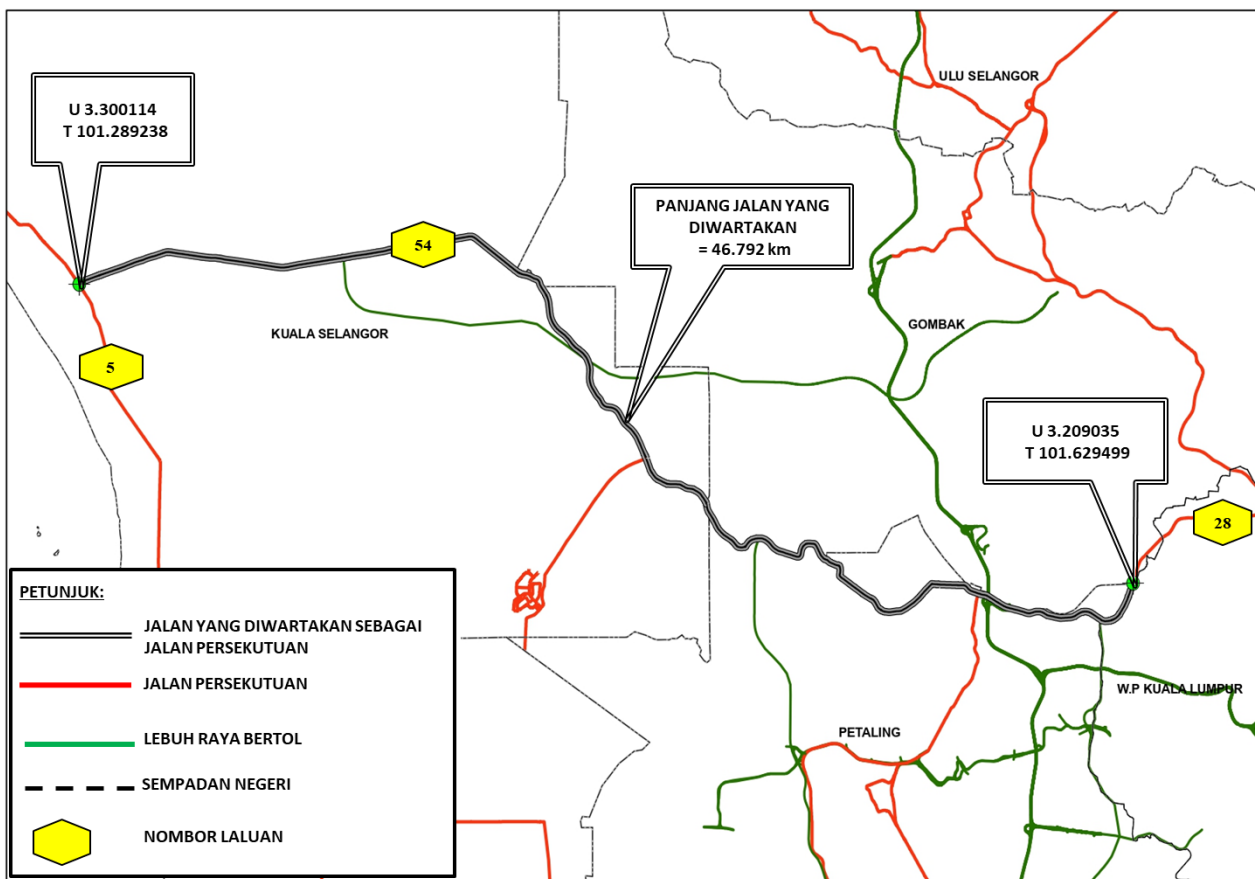 ULU SELANGOR
U 3.300114
T 101.289238
PANJANG JALAN YANG
DIWARTAKAN
= 46.792 km
54
KUALA SELANGOR
GOMBAK
5
U 3.209035
T 101.629499
28
PETUNJUK:
JALAN YANG DIWARTAKAN SEBAGAI
JALAN PERSEKUTUAN
JALAN PERSEKUTUAN
LEBUH RAYA BERTOL
SEMPADAN NEGERI
NOMBOR LALUAN
W.P KUALA LUMPUR
PETALING